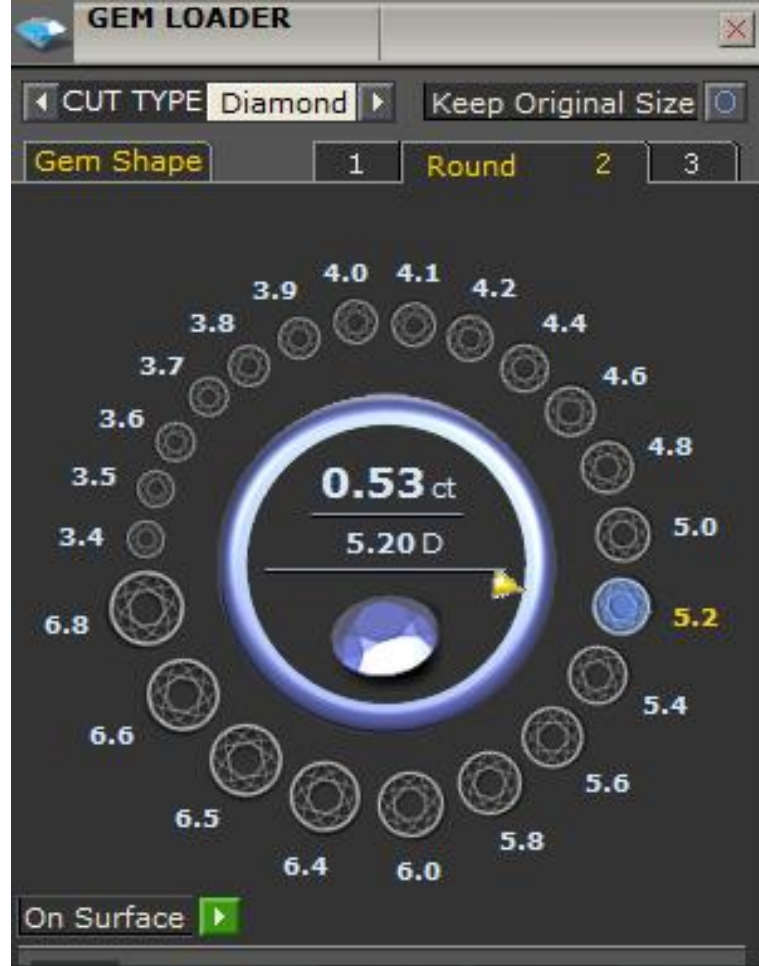 GEM LOADER
CUT TYPE Diamond Keep Original Size
Gem Shape 1 Round 2 3
4.0 4.1
3.9 4.2
3.8 4.4
3.7 4.6
3.6 4.8
3.5
3.4 5.0
0.53 ct
5.20 D
6.8 5.2
6.6 5.4
6.5 5.6
6.4 6.0 5.8
On Surface